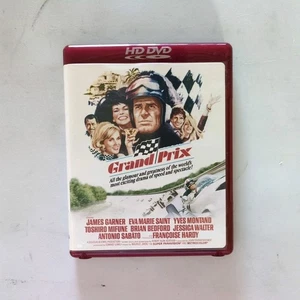 HD DVD
Grand Prix
All the glamour and greatness of the world's
most exciting drama of speed and spectacle!
JAMES GARNER EVA MARIE SAINT YVES MONTAND
TOSHIRO MIFUNE BRIAN BEDFORD JESSICA WALTER
ANTONIO SABATO FRANCOISE HARDY